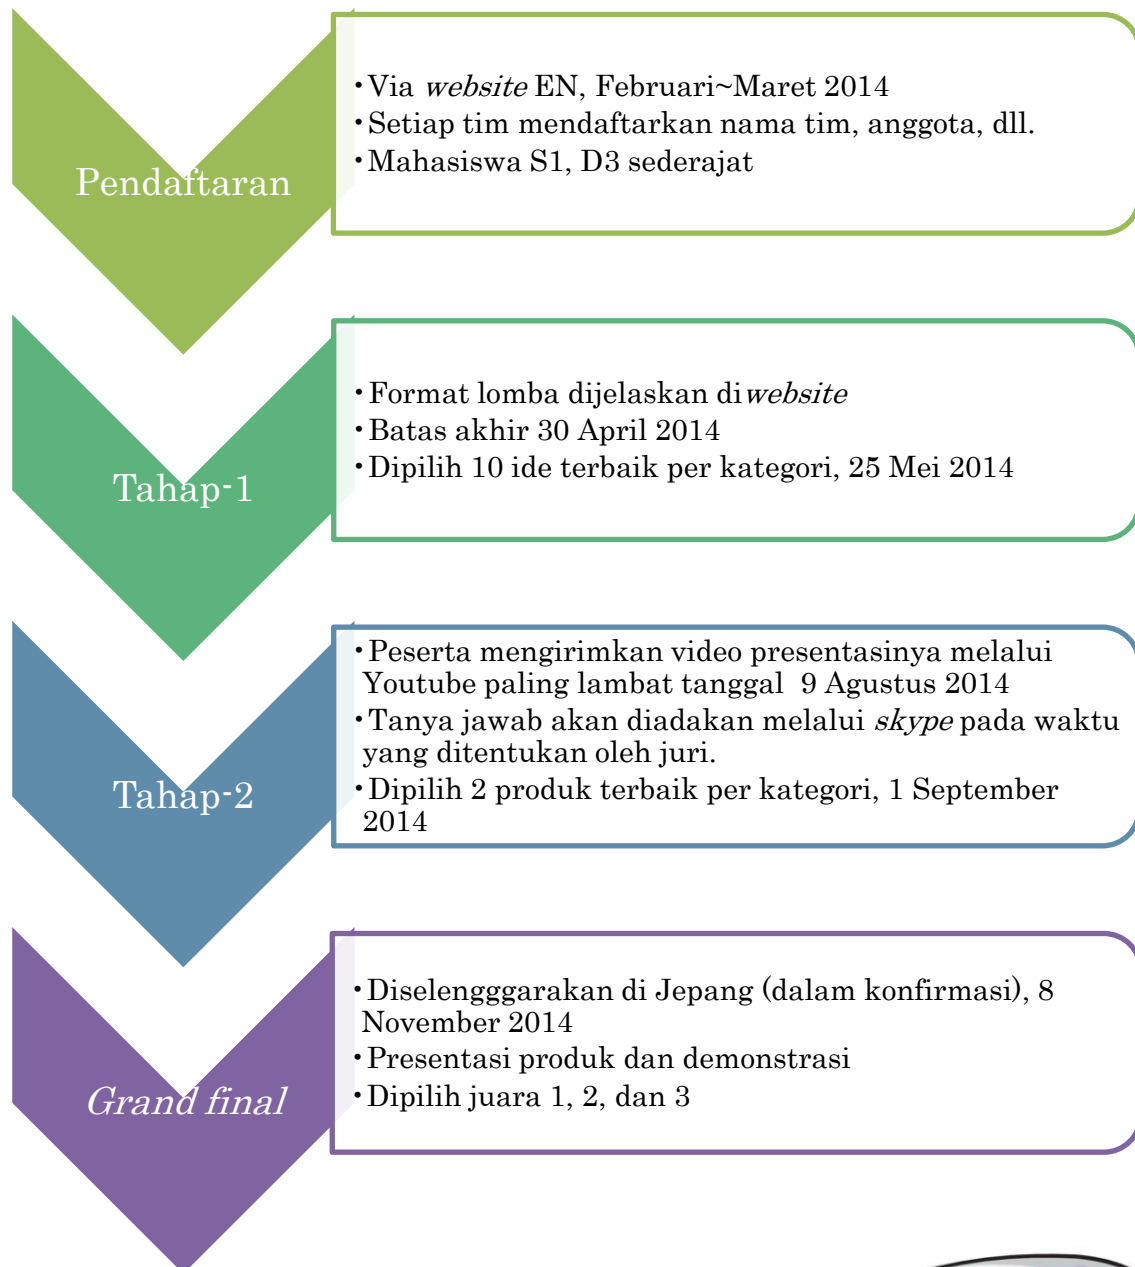 Pendaftaran
•Via website EN, Februari~Maret 2014
•Setiap tim mendaftarkan nama tim, anggota, dll.
•Mahasiswa S1, D3 sederajat
Tahap-1
•Format lomba dijelaskan di website
•Batas akhir 30 April 2014
•Dipilih 10 ide terbaik per kategori, 25 Mei 2014
Tahap-2
•Peserta mengirimkan video presentasinya melalui
Youtube paling lambat tanggal  9 Agustus 2014
•Tanya jawab akan diadakan melalui skype pada waktu
yang ditentukan oleh juri.
•Dipilih 2 produk terbaik per kategori, 1 September
2014
Grand final
•Diselengggarakan di Jepang (dalam konfirmasi), 8
November 2014
•Presentasi produk dan demonstrasi
•Dipilih juara 1, 2, dan 3